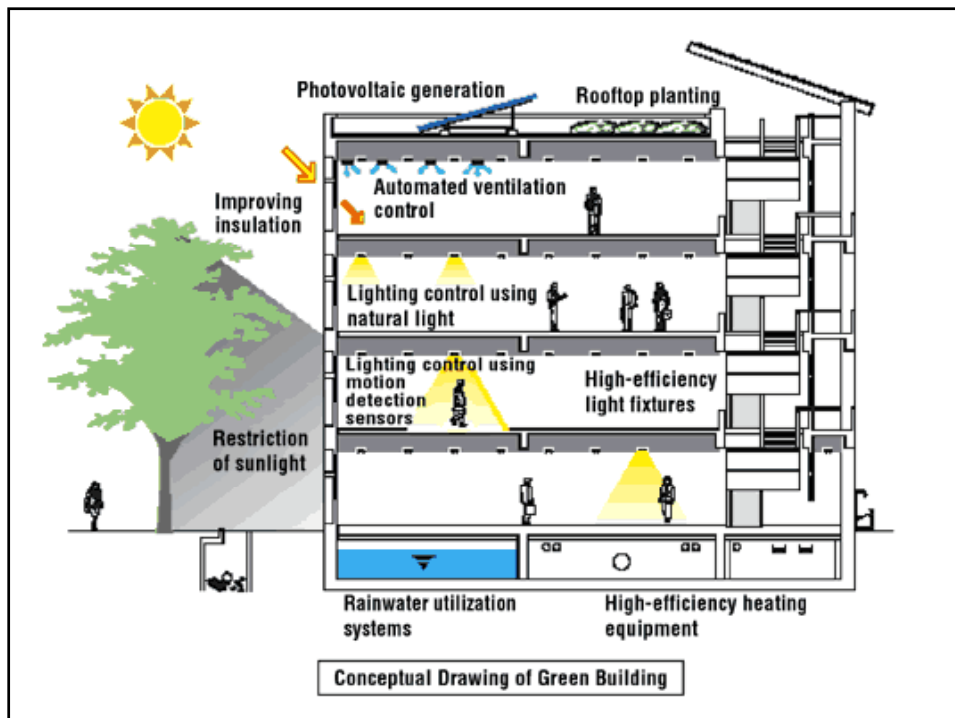 Photovoltaic generation
Rooftop planting
Improving
insulation
Automated ventilation
control
Lighting control using
natural light
Lighting control using
motion
detection
sensors
High-efficiency
light fixtures
Restriction
of sunlight
Rainwater utilization
systems
High-efficiency heating
equipment
Conceptual Drawing of Green Building